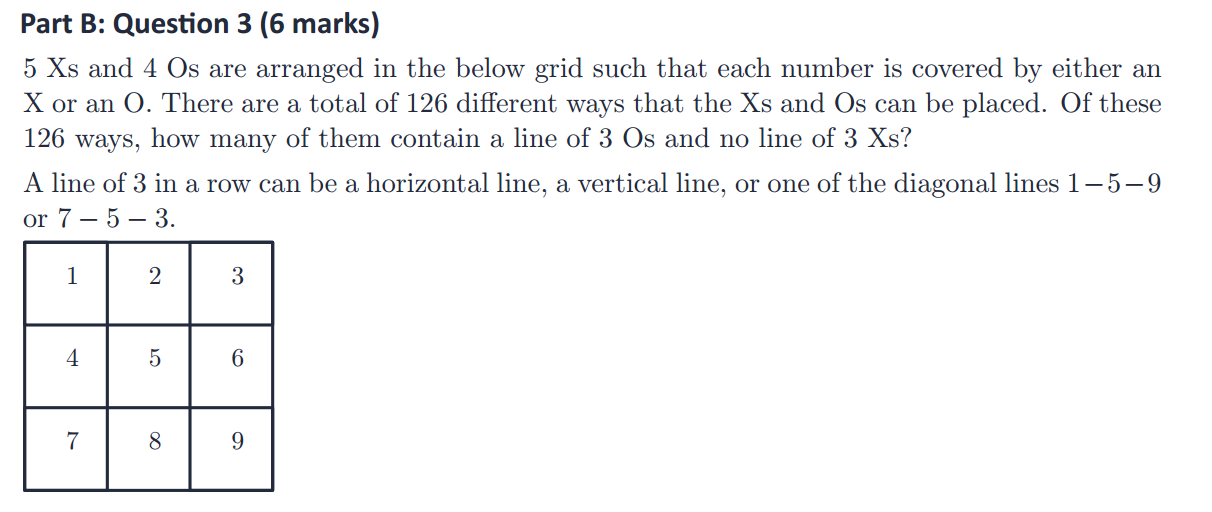 Part B: Question 3 (6 marks)
5 Xs and 4 Os are arranged in the below grid such that each number is covered by either an
X or an O. There are a total of 126 different ways that the Xs and Os can be placed. Of these
126 ways, how many of them contain a line of 3 Os and no line of 3 Xs?
A line of 3 in a row can be a horizontal line, a vertical line, or one of the diagonal lines 1−5−9
or 7 − 5 − 3.
1 2 3
4 5 6
7 8 9